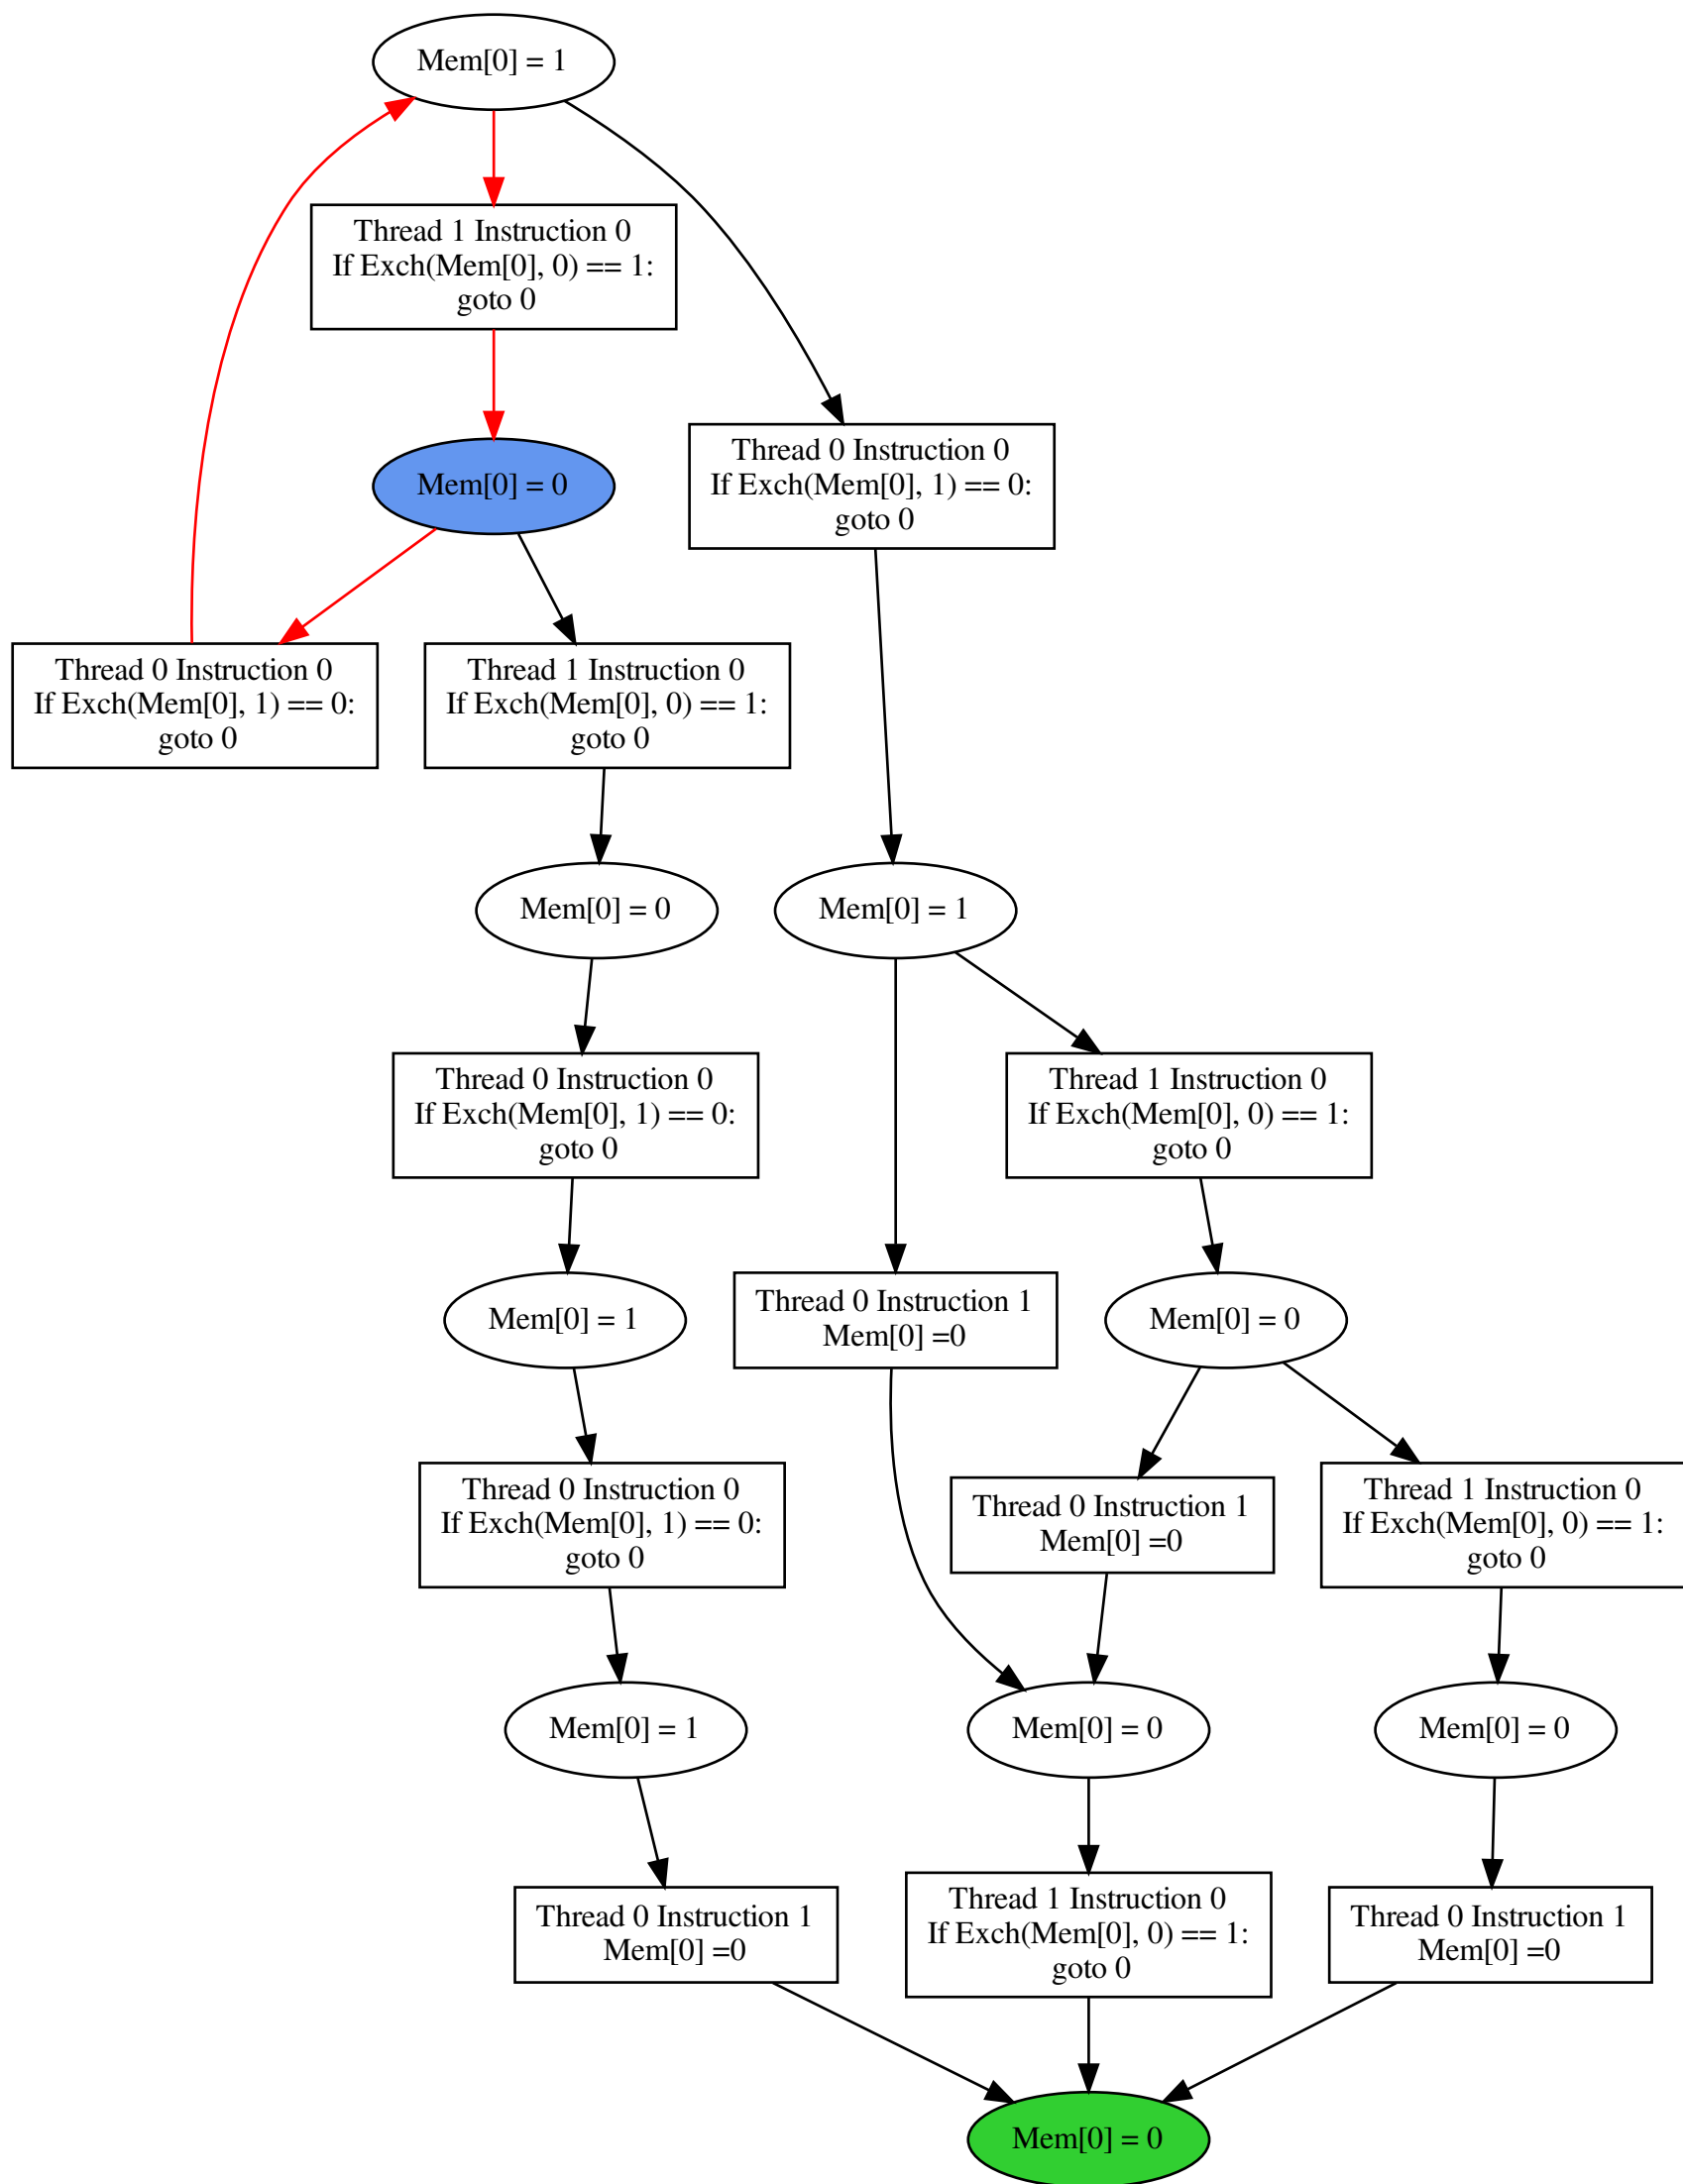 Mem[0] = 1
Thread 1 Instruction 0
If Exch(Mem[0], 0) == 1:
goto 0
Mem[0] = 0
Thread 0 Instruction 0
If Exch(Mem[0], 1) == 0:
goto 0
Thread 0 Instruction 0
If Exch(Mem[0], 1) == 0:
goto 0
Thread 1 Instruction 0
If Exch(Mem[0], 0) == 1:
goto 0
Mem[0] = 0
Mem[0] = 1
Thread 0 Instruction 0
If Exch(Mem[0], 1) == 0:
goto 0
Thread 1 Instruction 0
If Exch(Mem[0], 0) == 1:
goto 0
Mem[0] = 1
Thread 0 Instruction 1
Mem[0] =0
Mem[0] = 0
Thread 0 Instruction 0
If Exch(Mem[0], 1) == 0:
goto 0
Thread 0 Instruction 1
Mem[0] =0
Thread 1 Instruction 0
If Exch(Mem[0], 0) == 1:
goto 0
Mem[0] = 1
Mem[0] = 0
Mem[0] = 0
Thread 0 Instruction 1
Mem[0] =0
Thread 1 Instruction 0
If Exch(Mem[0], 0) == 1:
goto 0
Thread 0 Instruction 1
Mem[0] =0
Mem[0] = 0